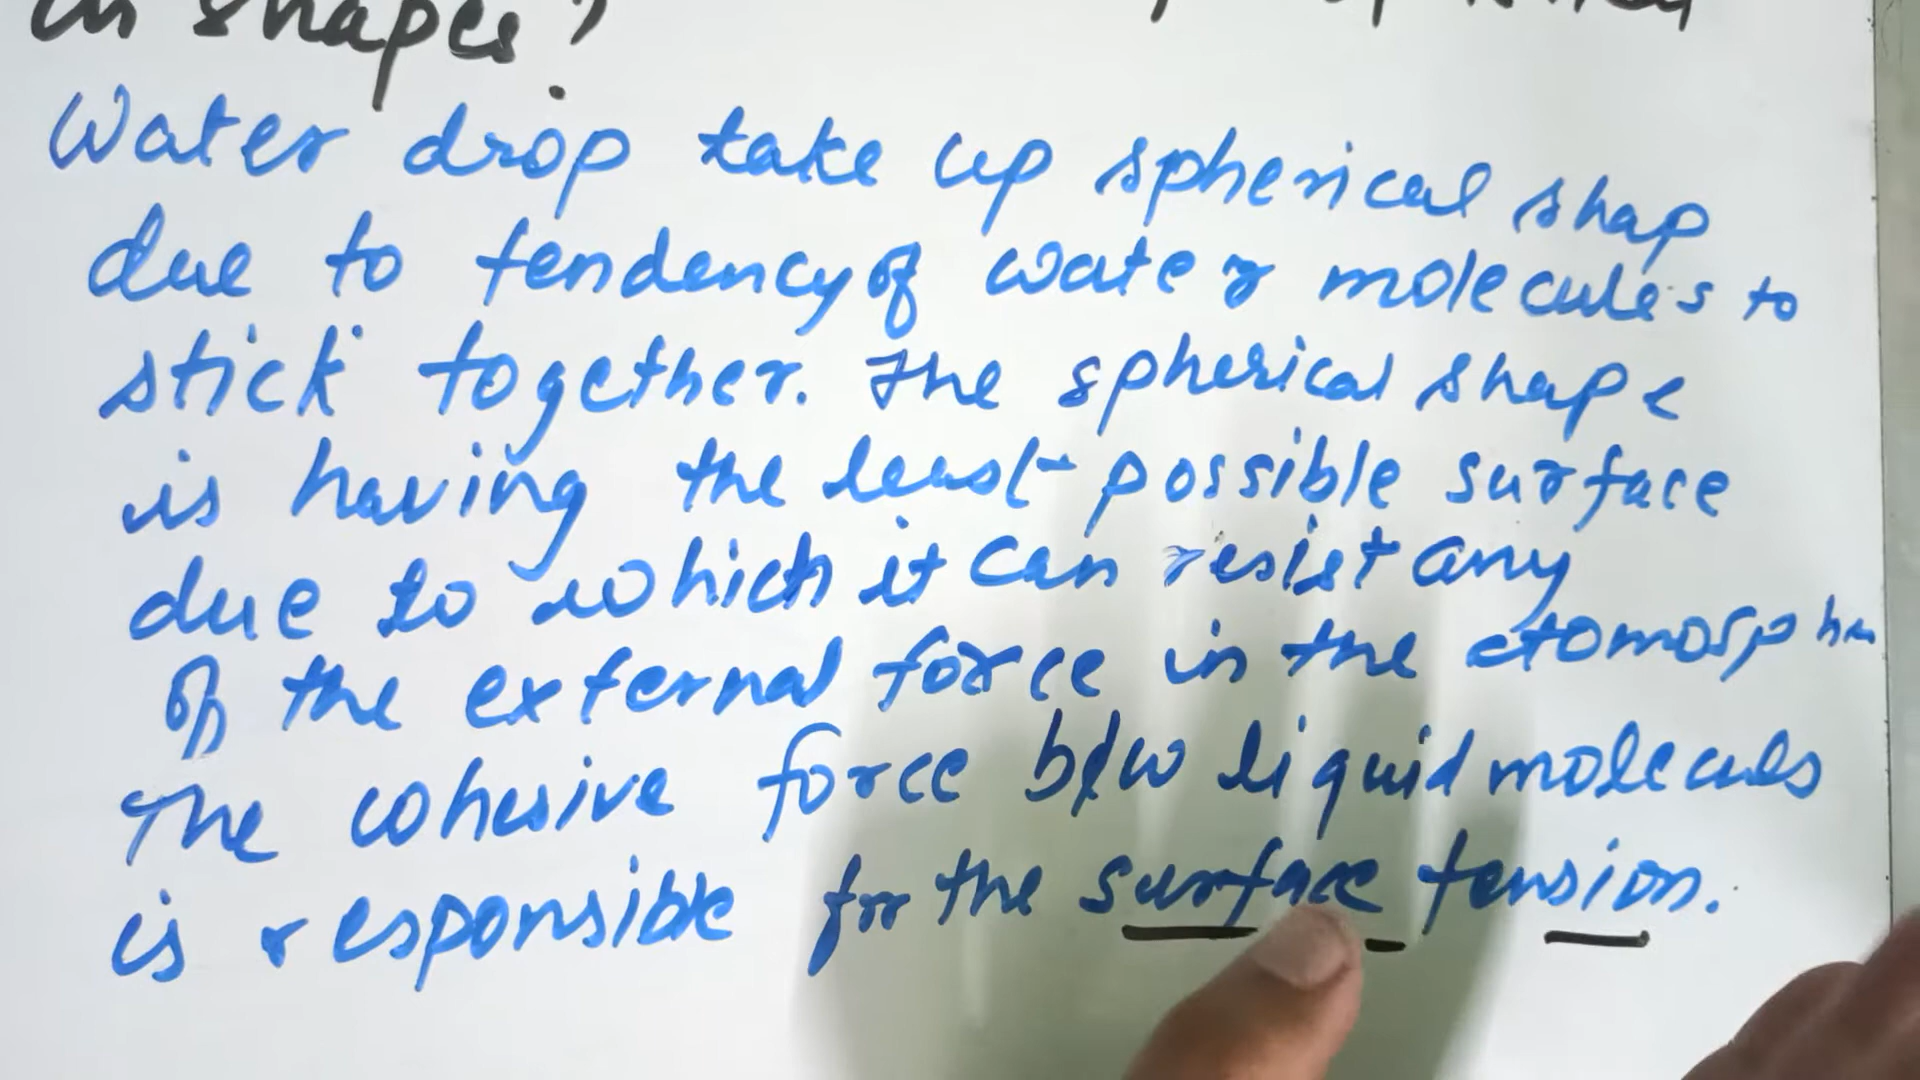 in shapes?
Water drop take up spherical shap
due to tendency of water molecules to
stick together. The spherical shape
is having the least possible surface
due to which it can resist any
of the external force in the
The cohesive force b/w liquid molecules
is responsible for the surface tension.